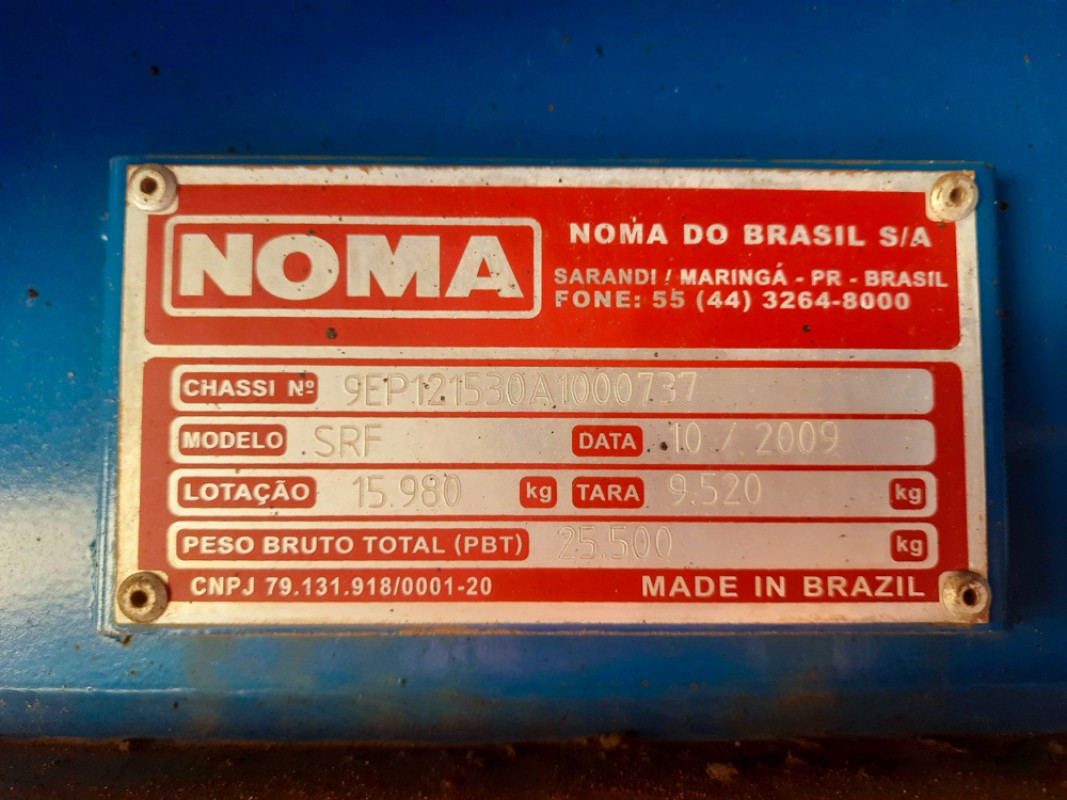 NOMA
NOMA DO BRASIL S/A
SARANDI / MARINGÁ - PR - BRASIL
FONE: 55 (44) 3264-8000
CHASSI Nº 9EP121530A1000737
MODELO SRF DATA 10 / 2009
LOTAÇÃO 15.980 kg TARA 9.520 kg
PESO BRUTO TOTAL (PBT) 25.500 kg
CNPJ 79.131.918/0001-20 MADE IN BRAZIL